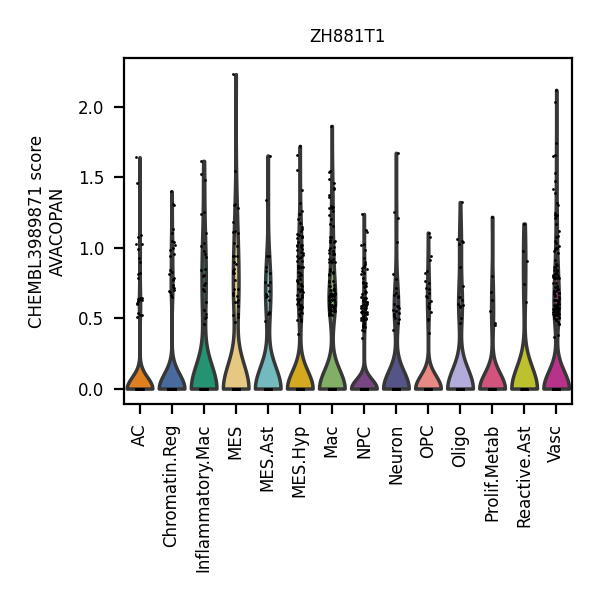 ZH881T1
CHEMBL3989871 score
AVACOPAN
2.0
1.5
1.0
0.5
0.0
AC
Chromatin.Reg
Inflammatory.Mac
MES
MES.Ast
MES.Hyp
Mac
NPC
Neuron
OPC
Oligo
Prolif.Metab
Reactive.Ast
Vasc